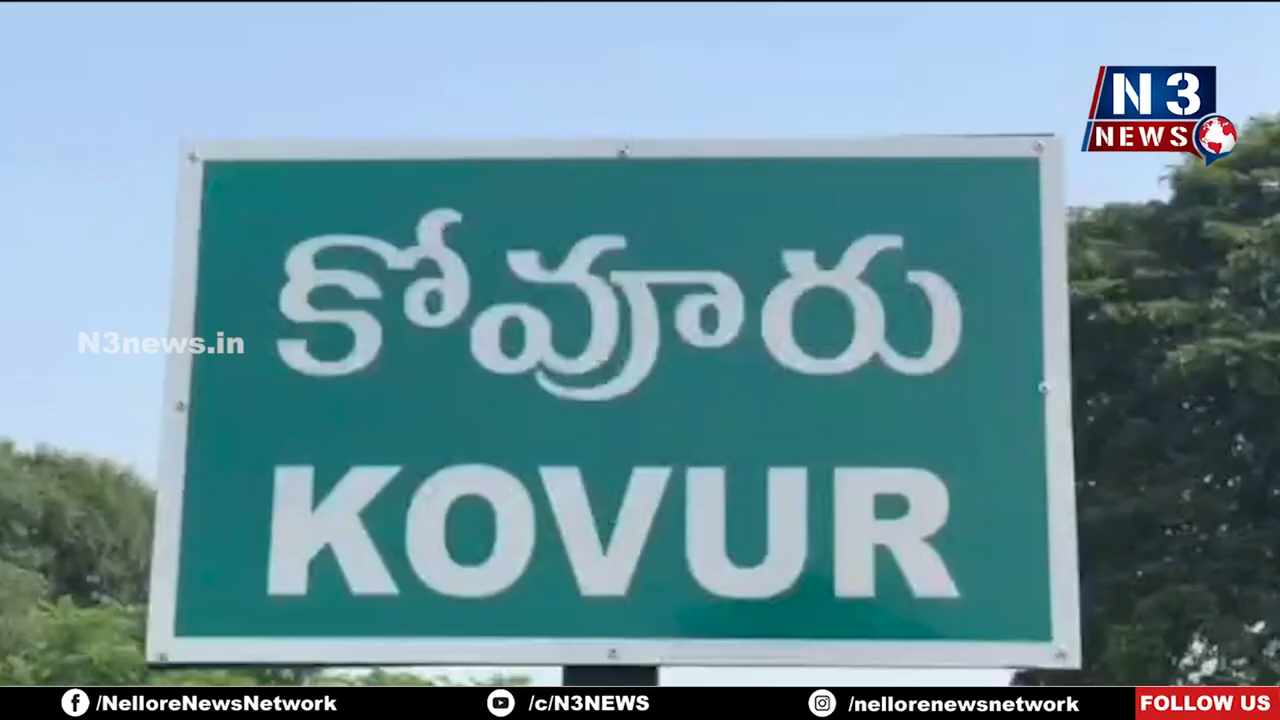 N3
NEWS
కోవూరు
N3news.in
KOVUR
/NelloreNewsNetwork
/c/N3NEWS
/nellorenewsnetwork
FOLLOW US